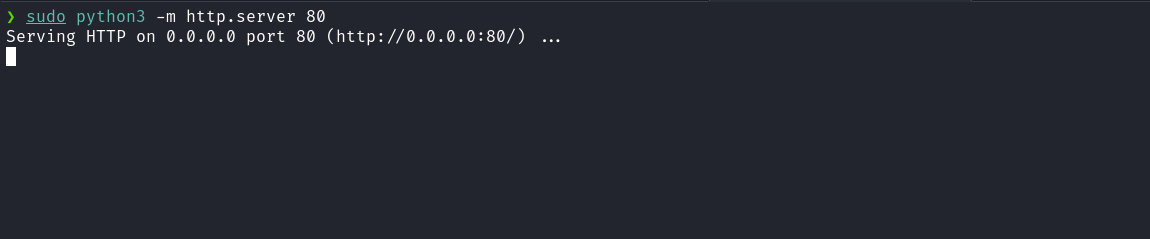 ❯ sudo python3 -m http.server 80
Serving HTTP on 0.0.0.0 port 80 (http://0.0.0.0:80/) ...